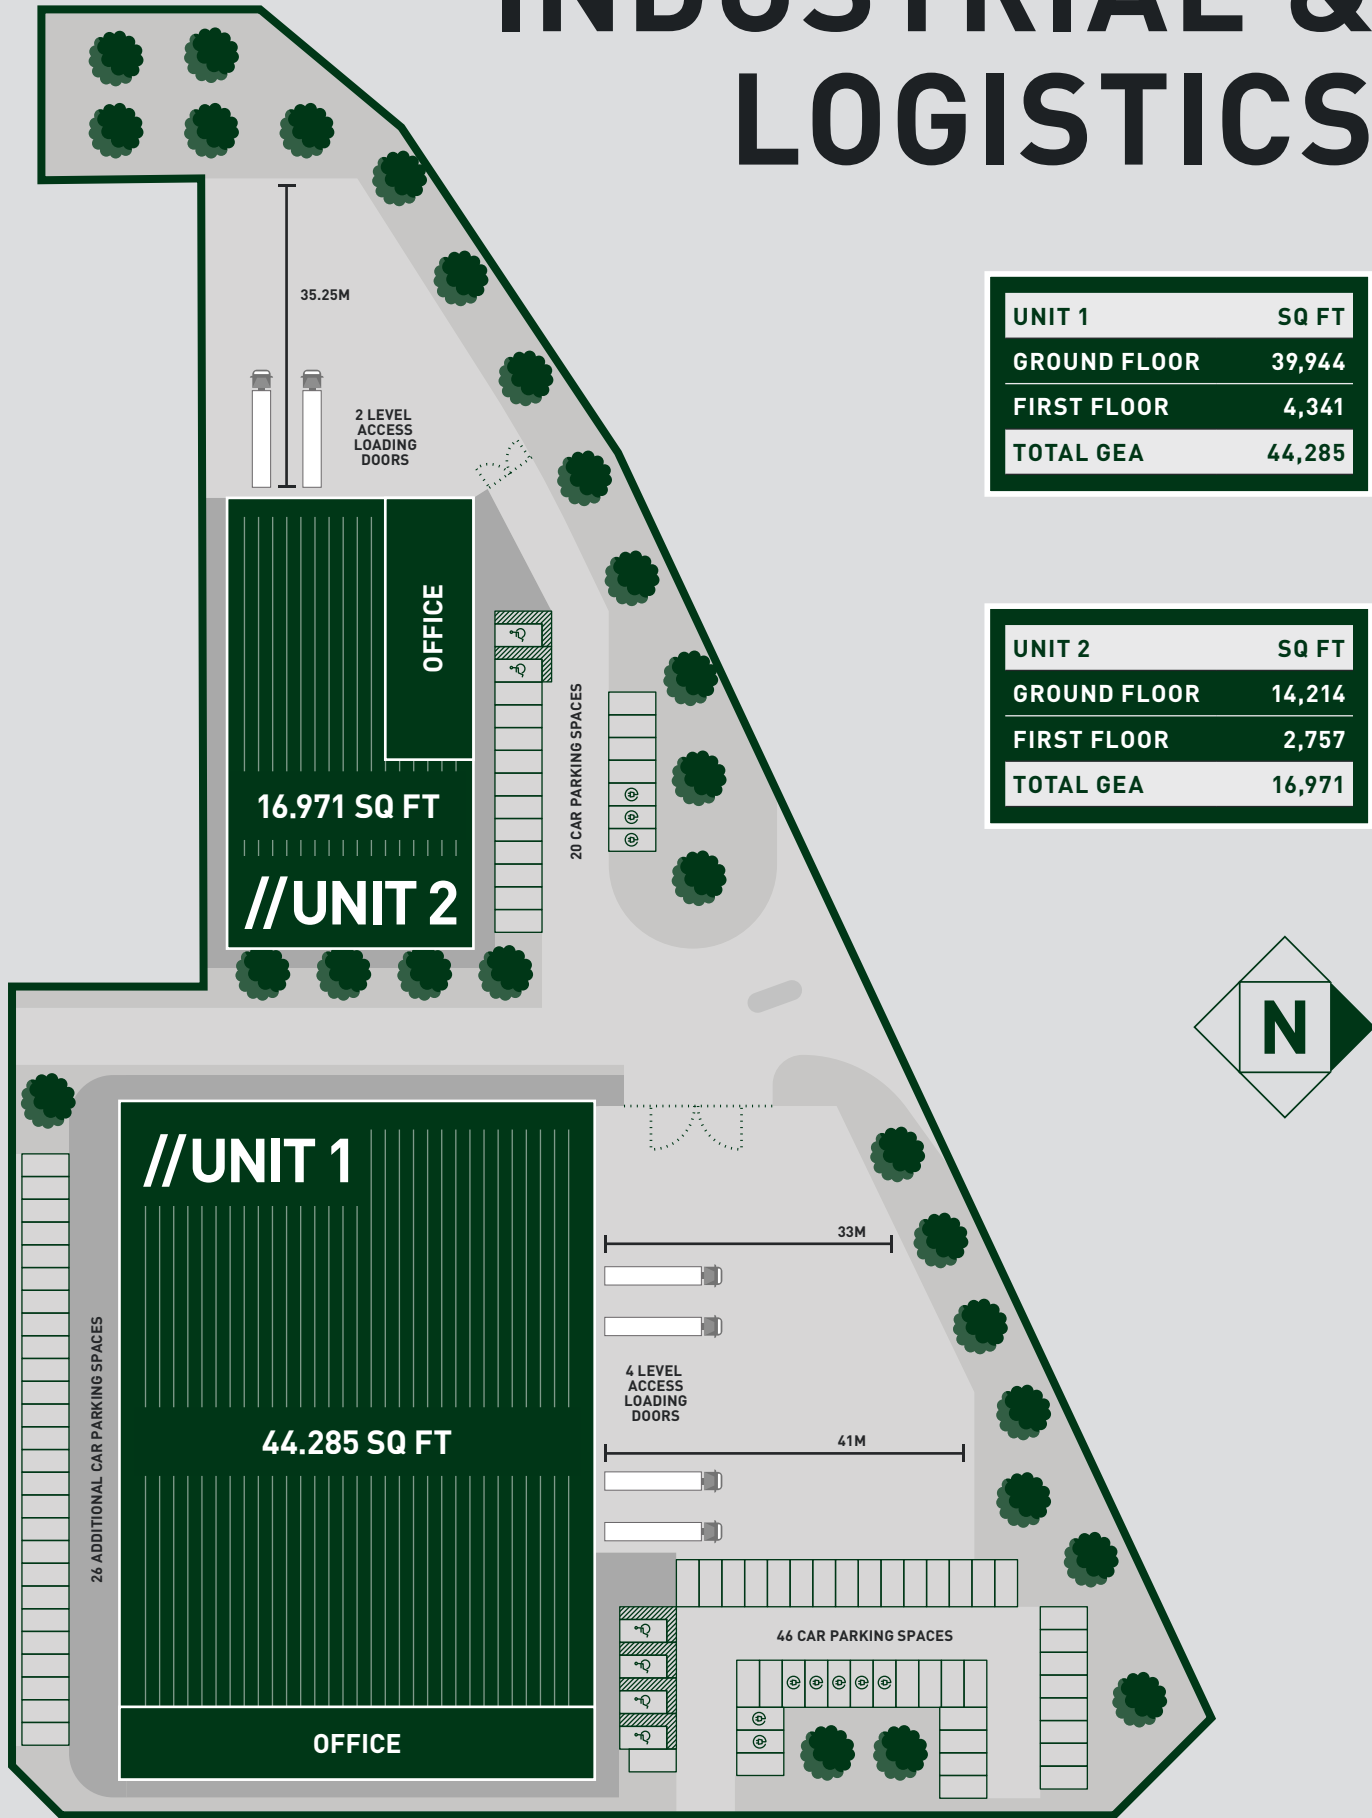 INDUSTRIAL &
LOGISTICS
UNIT 1 SQ FT
GROUND FLOOR 39,944
FIRST FLOOR 4,341
TOTAL GEA 44,285
UNIT 2 SQ FT
GROUND FLOOR 14,214
FIRST FLOOR 2,757
TOTAL GEA 16,971
N
35.25M
2 LEVEL
ACCESS
LOADING
DOORS
OFFICE
20 CAR PARKING SPACES
16.971 SQ FT
//UNIT 2
//UNIT 1
33M
4 LEVEL
ACCESS
LOADING
DOORS
41M
26 ADDITIONAL CAR PARKING SPACES
44.285 SQ FT
46 CAR PARKING SPACES
OFFICE